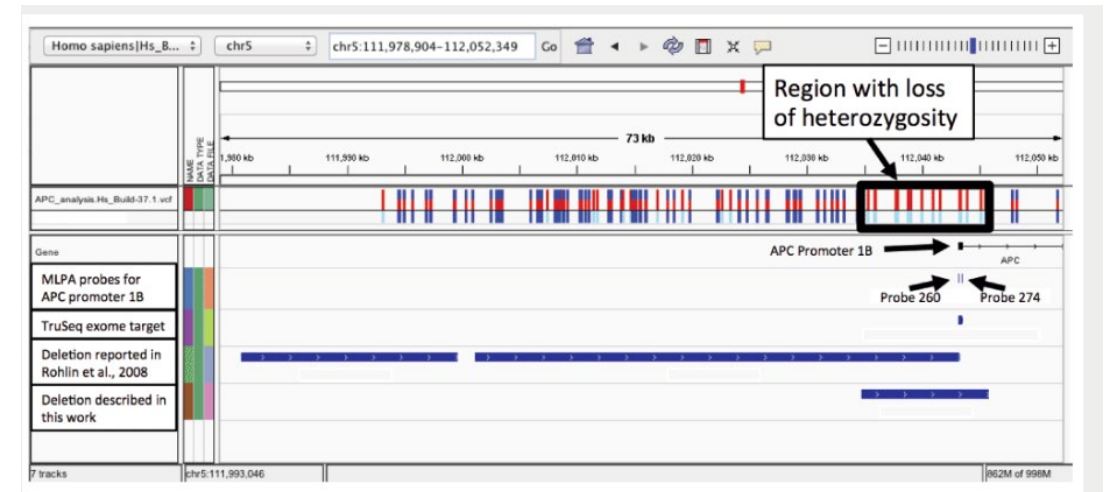 Homo sapiens|Hs_B... chr5 chr5:111,978,904-112,052,349 Go
Region with loss
of heterozygosity
73 kb
NAME
DATA TYPE
DATA FILE
1,980 kb 111,990 kb 112,000 kb 112,010 kb 112,020 kb 112,030 kb 112,040 kb 112,050 kb
APC_analysis.Hs_Build-37.1.vcf
Gene
APC Promoter 1B
APC
MLPA probes for
APC promoter 1B
Probe 260 Probe 274
TruSeq exome target
Deletion reported in
Rohlin et al., 2008
Deletion described in
this work
7 tracks chr5:111,993,046 862M of 998M